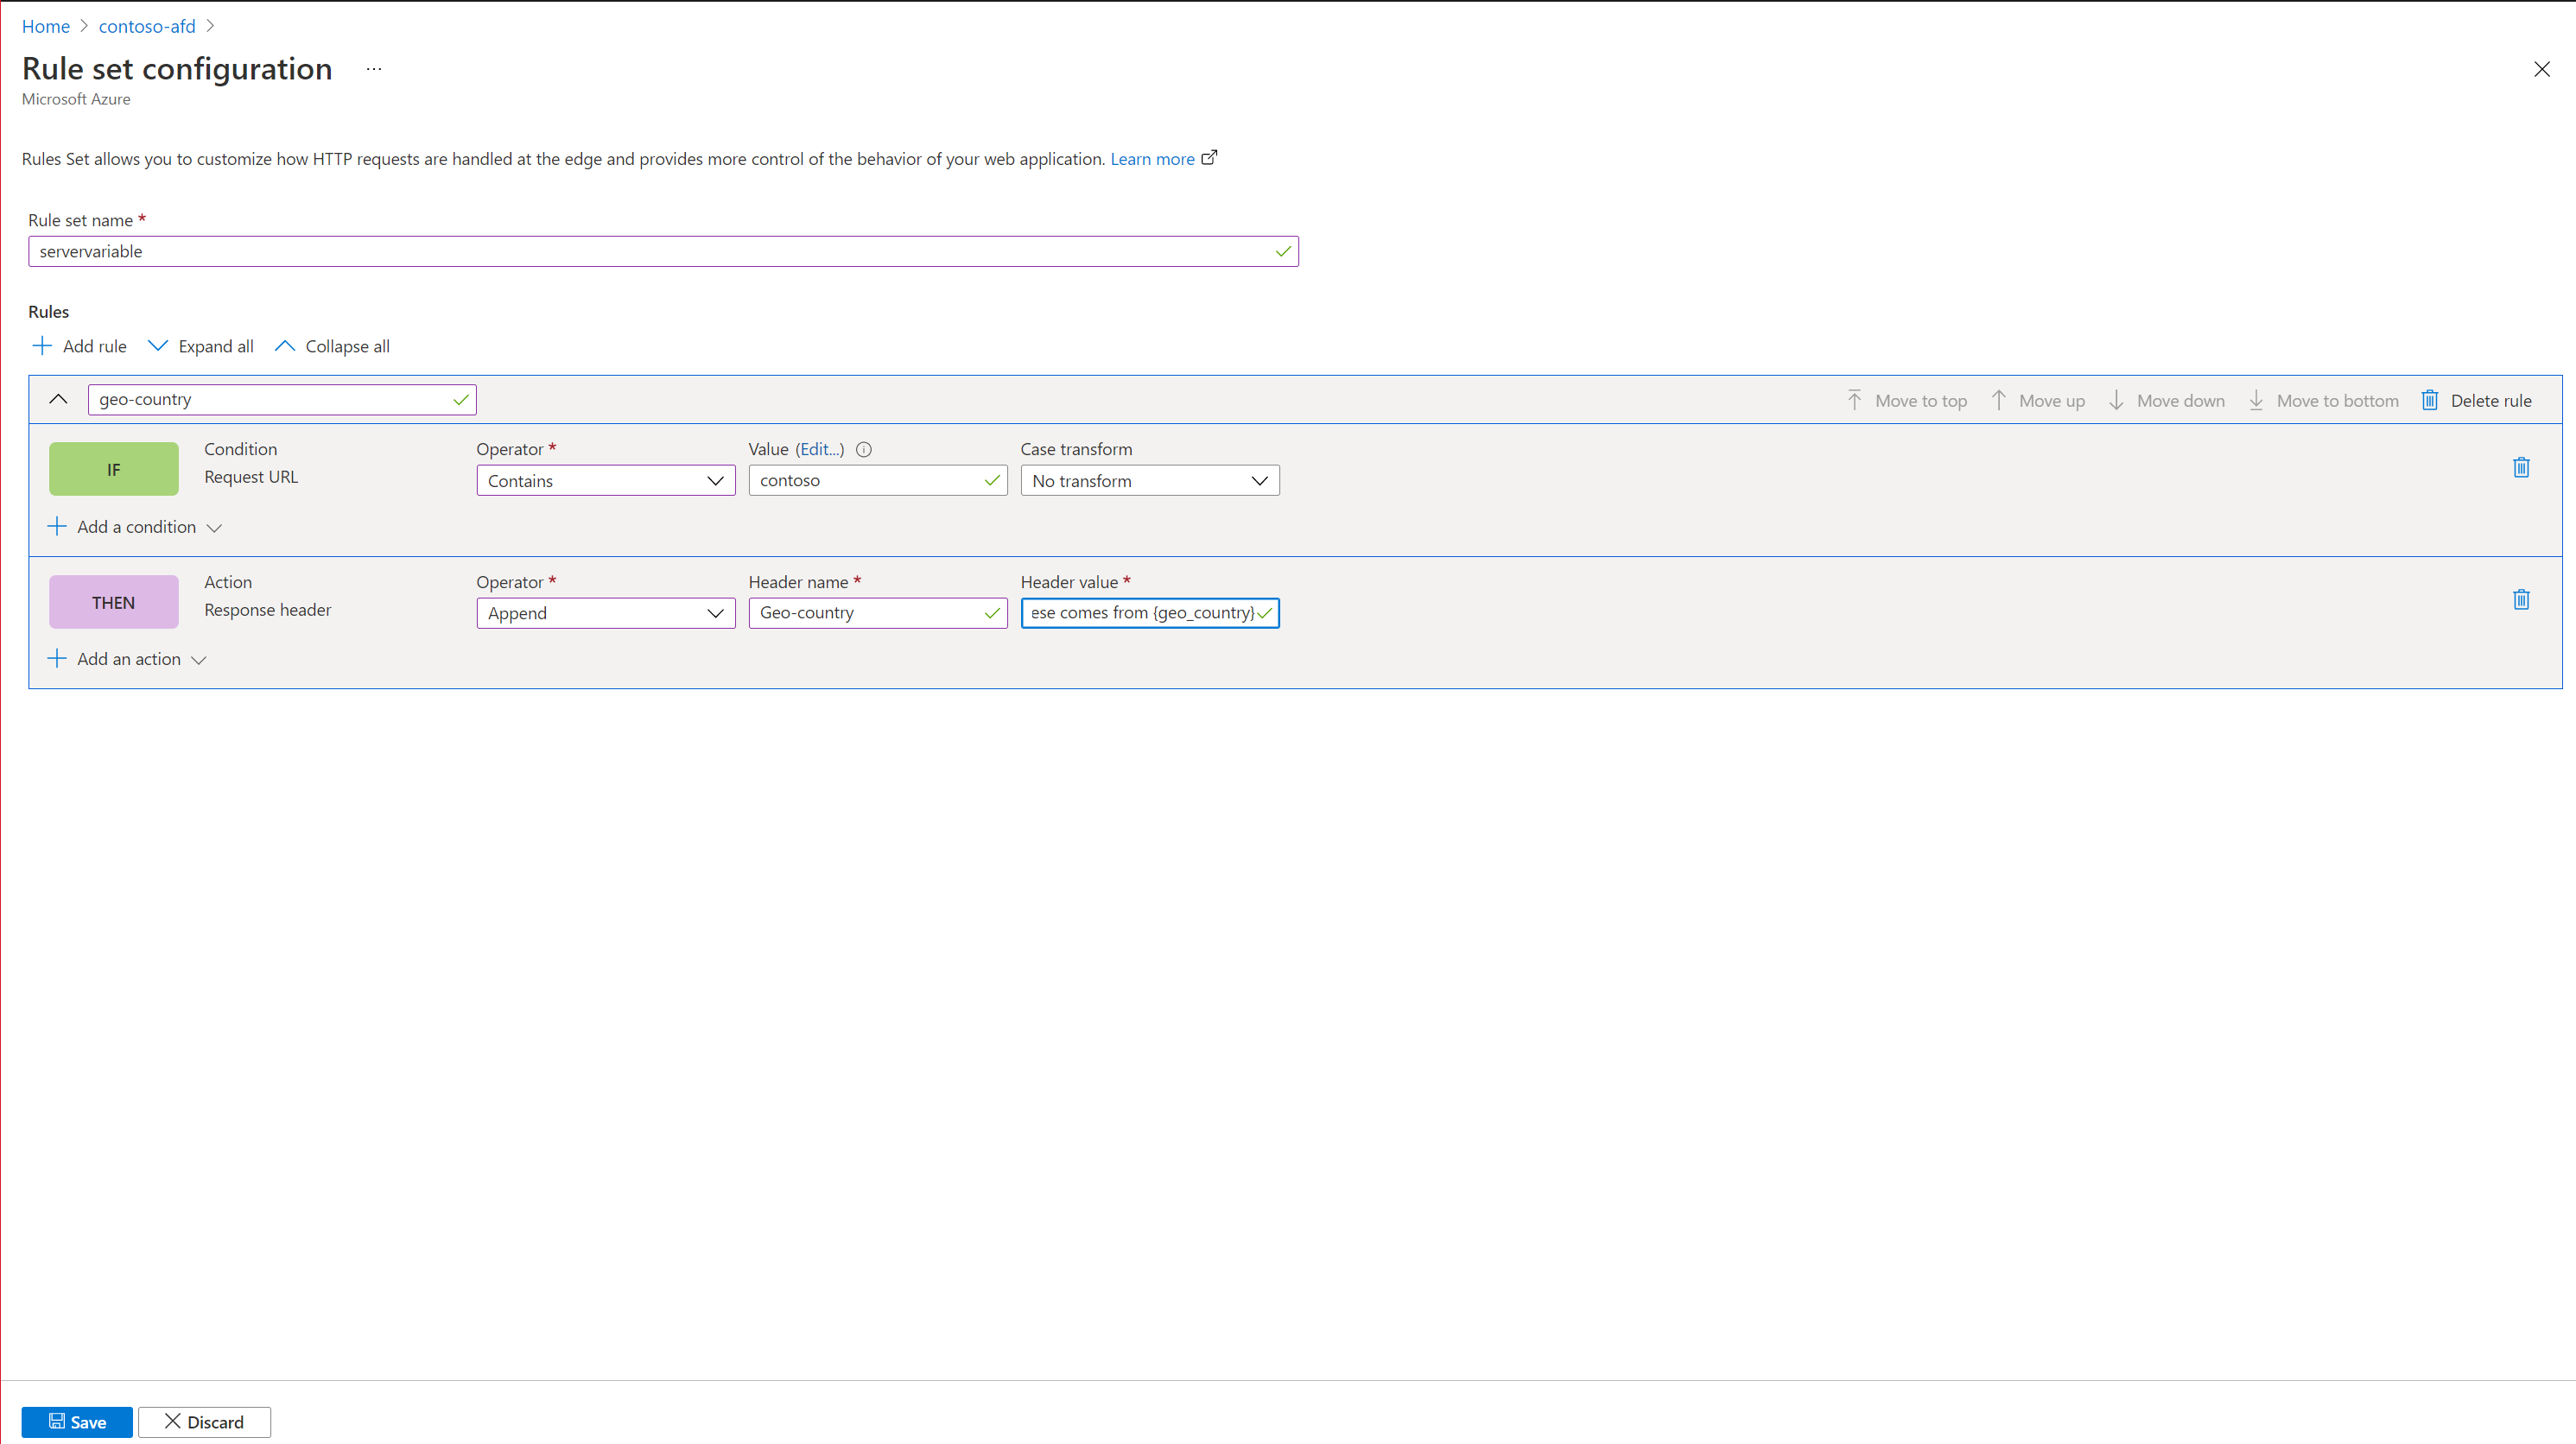 Home > contoso-afd >
Rule set configuration ...
Microsoft Azure
Rules Set allows you to customize how HTTP requests are handled at the edge and provides more control of the behavior of your web application. Learn more
Rule set name *
servervariable
Rules
Add rule Expand all Collapse all
geo-country Move to top Move up Move down Move to bottom Delete rule
IF Condition Operator * Value (Edit...) Case transform
Request URL Contains contoso No transform
Add a condition
THEN Action Operator * Header name * Header value *
Response header Append Geo-country ese comes from {geo_country}
Add an action
Save Discard